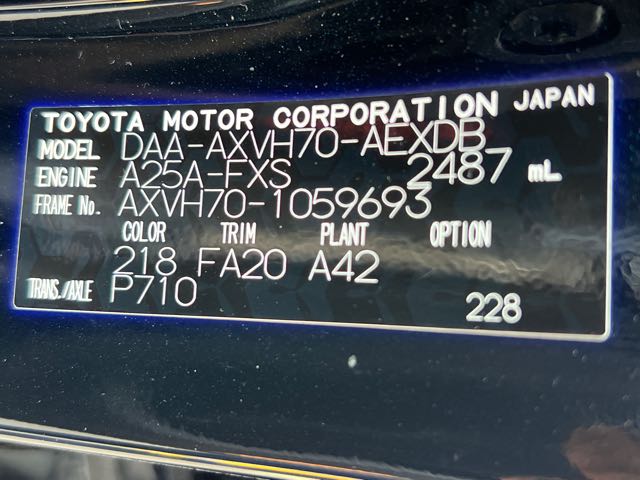 TOYOTA MOTOR CORPORATION JAPAN
MODEL DAA-AXVH70-AEXDB
ENGINE A25A-FXS 2487 mL
FRAME No. AXVH70-1059693
COLOR TRIM PLANT OPTION
218 FA20 A42
TRANS./AXLE P710 228